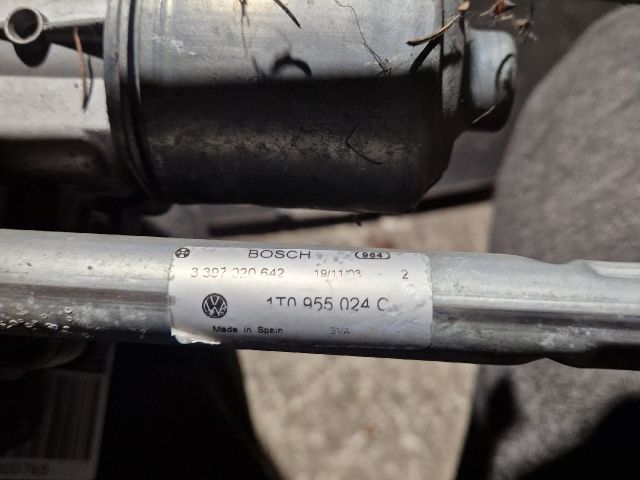 BOSCH 964
3 397 020 642 19/11/03 2
1T0 955 024 C
Made in Spain